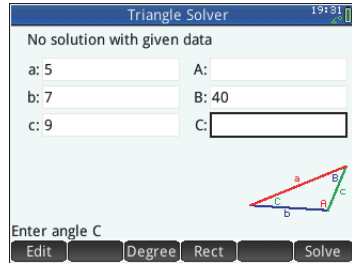 Triangle Solver 19:31
No solution with given data
a: 5 A:
b: 7 B: 40
c: 9 C:
a B
C A c
b
Enter angle C
Edit Degree Rect Solve